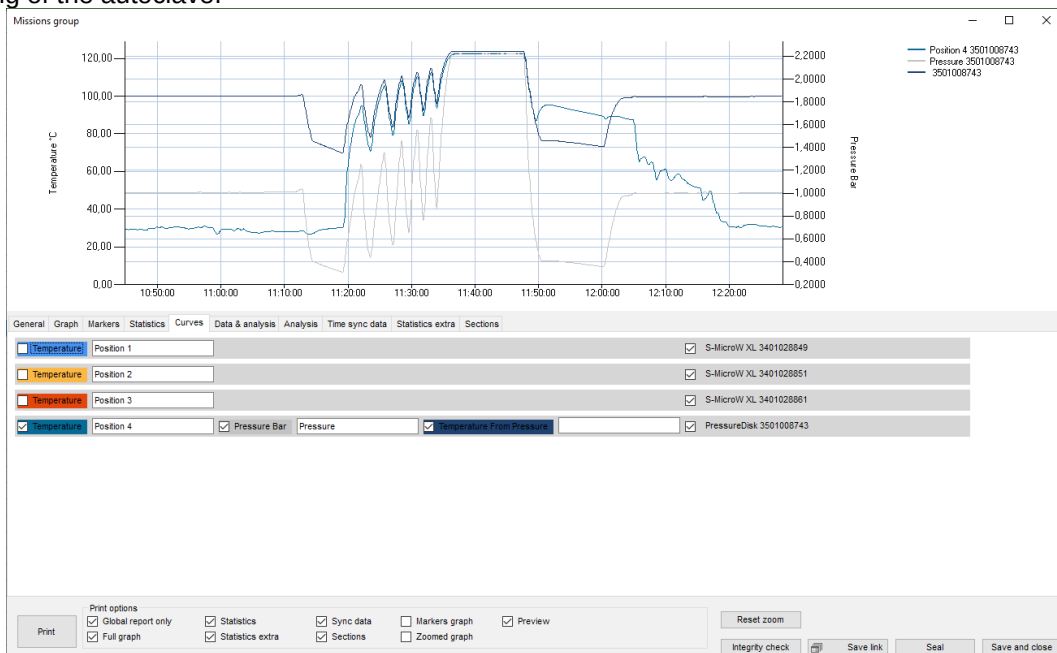 ng of the autoclave.
Missions group
120,00
100,00
80,00
60,00
40,00
20,00
0,00
Temperature °C
2,2000
2,0000
1,8000
1,6000
1,4000
1,2000
1,0000
0,8000
0,6000
0,4000
0,2000
Pressure Bar
10:50:00 11:00:00 11:10:00 11:20:00 11:30:00 11:40:00 11:50:00 12:00:00 12:10:00 12:20:00
Position 4 3501008743
Pressure 3501008743
3501008743
General Graph Markers Statistics Curves Data & analysis Analysis Time sync data Statistics extra Sections
Temperature Position 1 S-MicroW XL 3401028849
Temperature Position 2 S-MicroW XL 3401028851
Temperature Position 3 S-MicroW XL 3401028861
Temperature Position 4 Pressure Bar Pressure Temperature From Pressure PressureDisk 3501008743
Print
Print options
Global report only Statistics Sync data Markers graph Preview
Full graph Statistics extra Sections Zoomed graph
Reset zoom
Integrity check Save link Seal Save and close